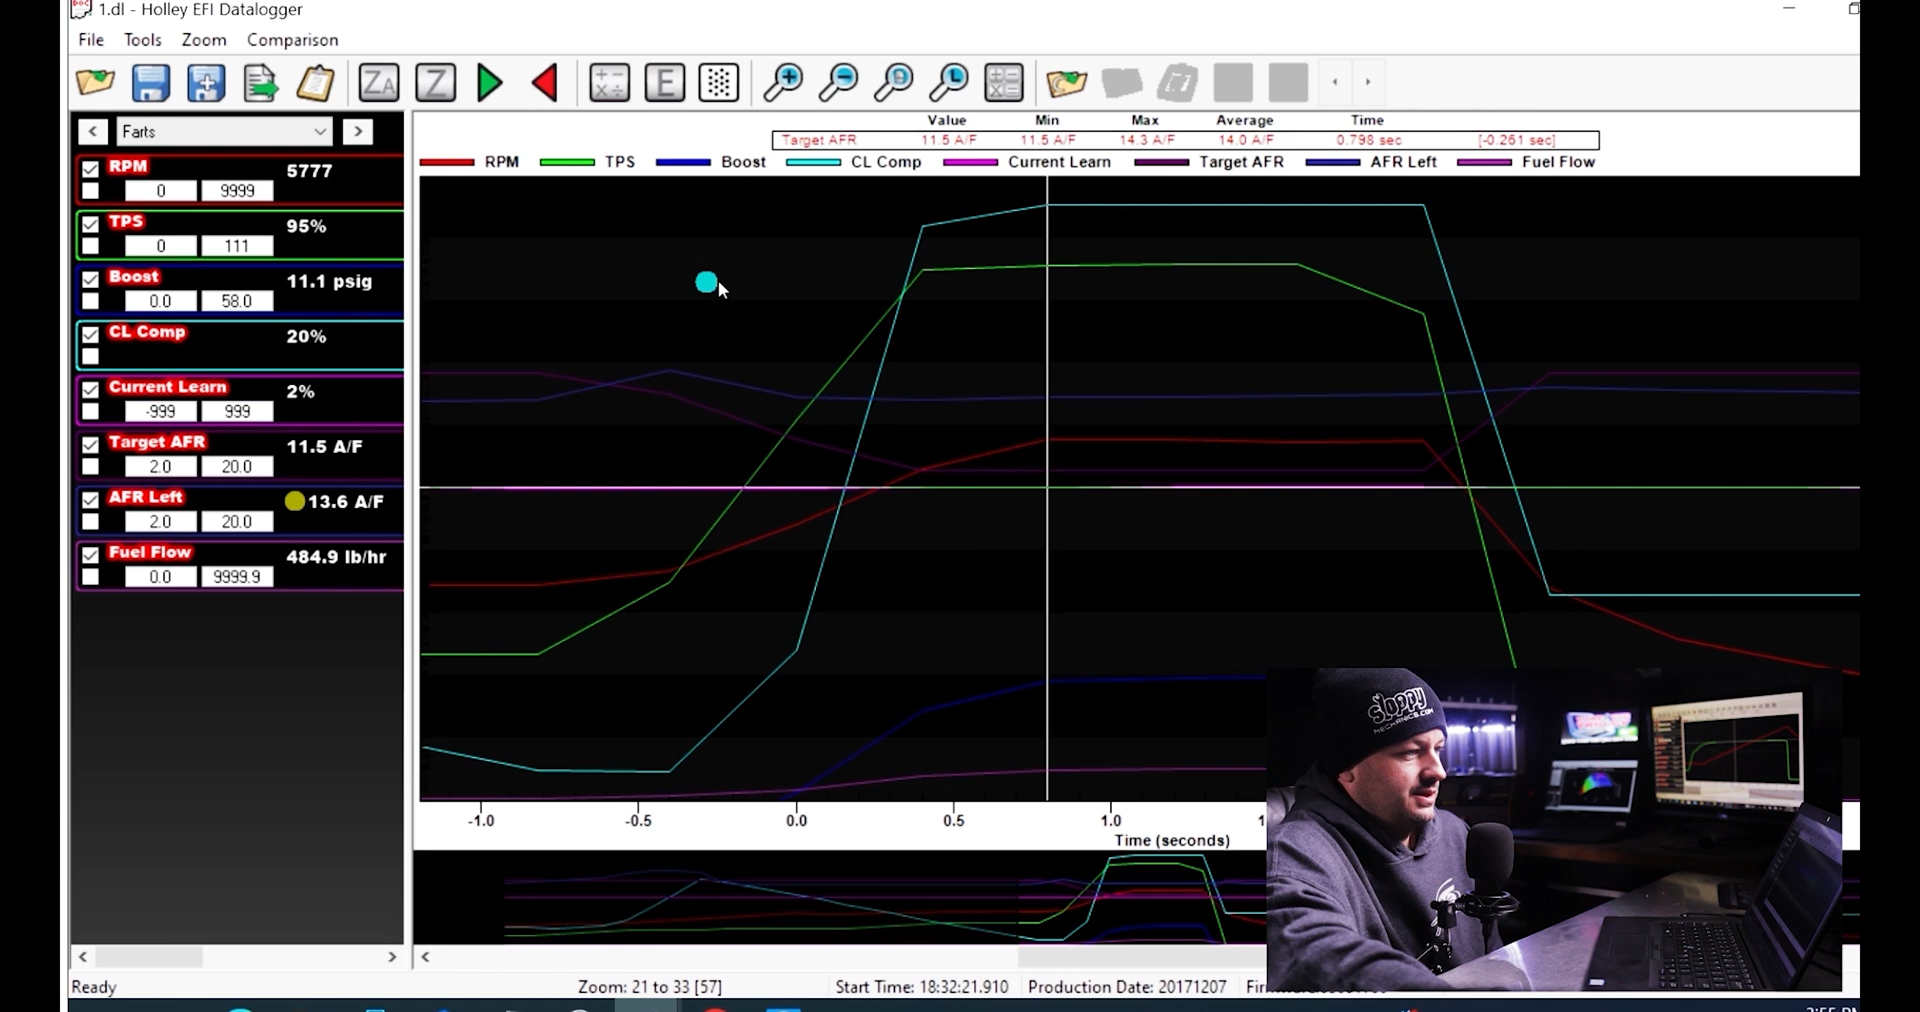 1.dl - Holley EFI Datalogger
File Tools Zoom Comparison
ZA Z E
Farts
Value Min Max Average Time
Target AFR 11.5 A/F 11.5 A/F 14.3 A/F 14.0 A/F 0.798 sec [-0.261 sec]
RPM TPS Boost CL Comp Current Learn Target AFR AFR Left Fuel Flow
RPM 5777
0 9999
TPS 95%
0 111
Boost 11.1 psig
0.0 58.0
CL Comp 20%
Current Learn 2%
-999 999
Target AFR 11.5 A/F
2.0 20.0
AFR Left 13.6 A/F
2.0 20.0
Fuel Flow 484.9 lb/hr
0.0 9999.9
-1.0 -0.5 0.0 0.5 1.0
Time (seconds)
sloppy
MECHANICS.COM
Ready Zoom: 21 to 33 [57] Start Time: 18:32:21.910 Production Date: 20171207